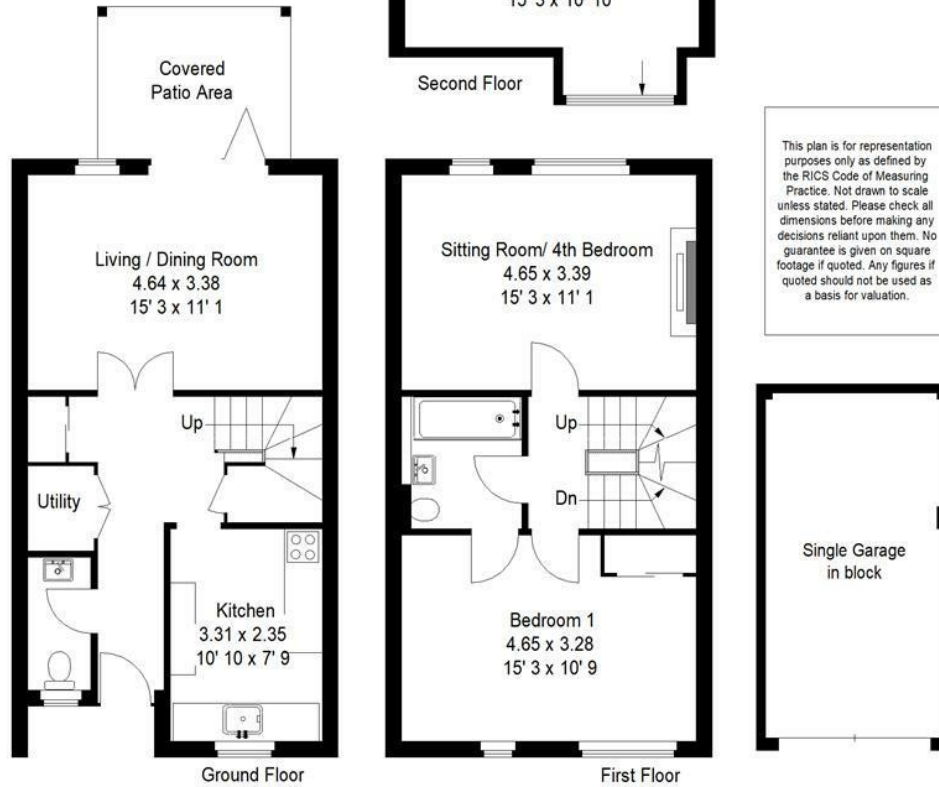 15' 3 x 10' 10
Second Floor
Covered
Patio Area
Living / Dining Room
4.64 x 3.38
15' 3 x 11' 1
Up
Utility
Kitchen
3.31 x 2.35
10' 10 x 7' 9
Ground Floor
Sitting Room/ 4th Bedroom
4.65 x 3.39
15' 3 x 11' 1
Up
Dn
Bedroom 1
4.65 x 3.28
15' 3 x 10' 9
First Floor
This plan is for representation
purposes only as defined by
the RICS Code of Measuring
Practice. Not drawn to scale
unless stated. Please check all
dimensions before making any
decisions reliant upon them. No
guarantee is given on square
footage if quoted. Any figures if
quoted should not be used as
a basis for valuation.
Single Garage
in block